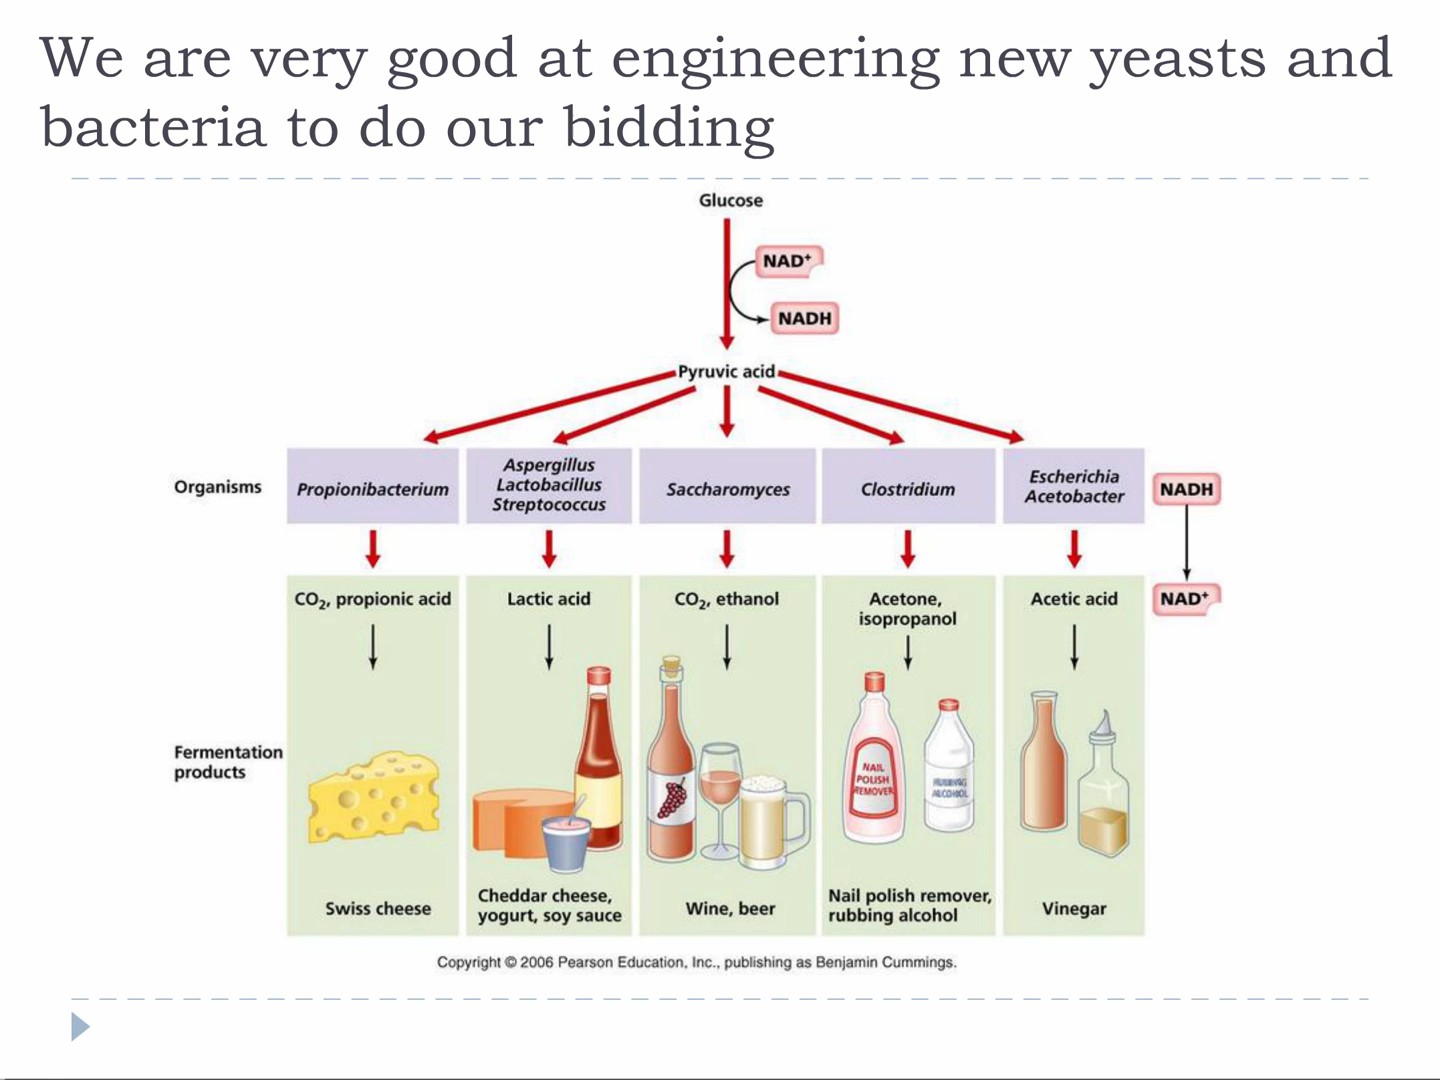 We are very good at engineering new yeasts and
bacteria to do our bidding
Glucose
NAD⁺
NADH
Pyruvic acid
Organisms
Propionibacterium
Aspergillus
Lactobacillus
Streptococcus
Saccharomyces
Clostridium
Escherichia
Acetobacter
NADH
NAD⁺
CO₂, propionic acid
Lactic acid
CO₂, ethanol
Acetone,
isopropanol
Acetic acid
Fermentation
products
NAIL
POLISH
REMOVER
RUBBING
ALCOHOL
Swiss cheese
Cheddar cheese,
yogurt, soy sauce
Wine, beer
Nail polish remover,
rubbing alcohol
Vinegar
Copyright © 2006 Pearson Education, Inc., publishing as Benjamin Cummings.